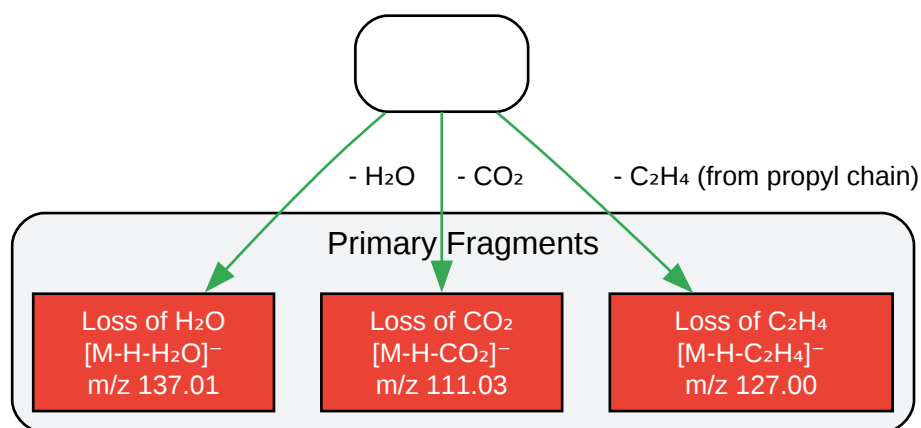 - H₂O
- CO₂
- C₂H₄ (from propyl chain)
Primary Fragments
Loss of H₂O
[M-H-H₂O]⁻
m/z 137.01
Loss of CO₂
[M-H-CO₂]⁻
m/z 111.03
Loss of C₂H₄
[M-H-C₂H₄]⁻
m/z 127.00